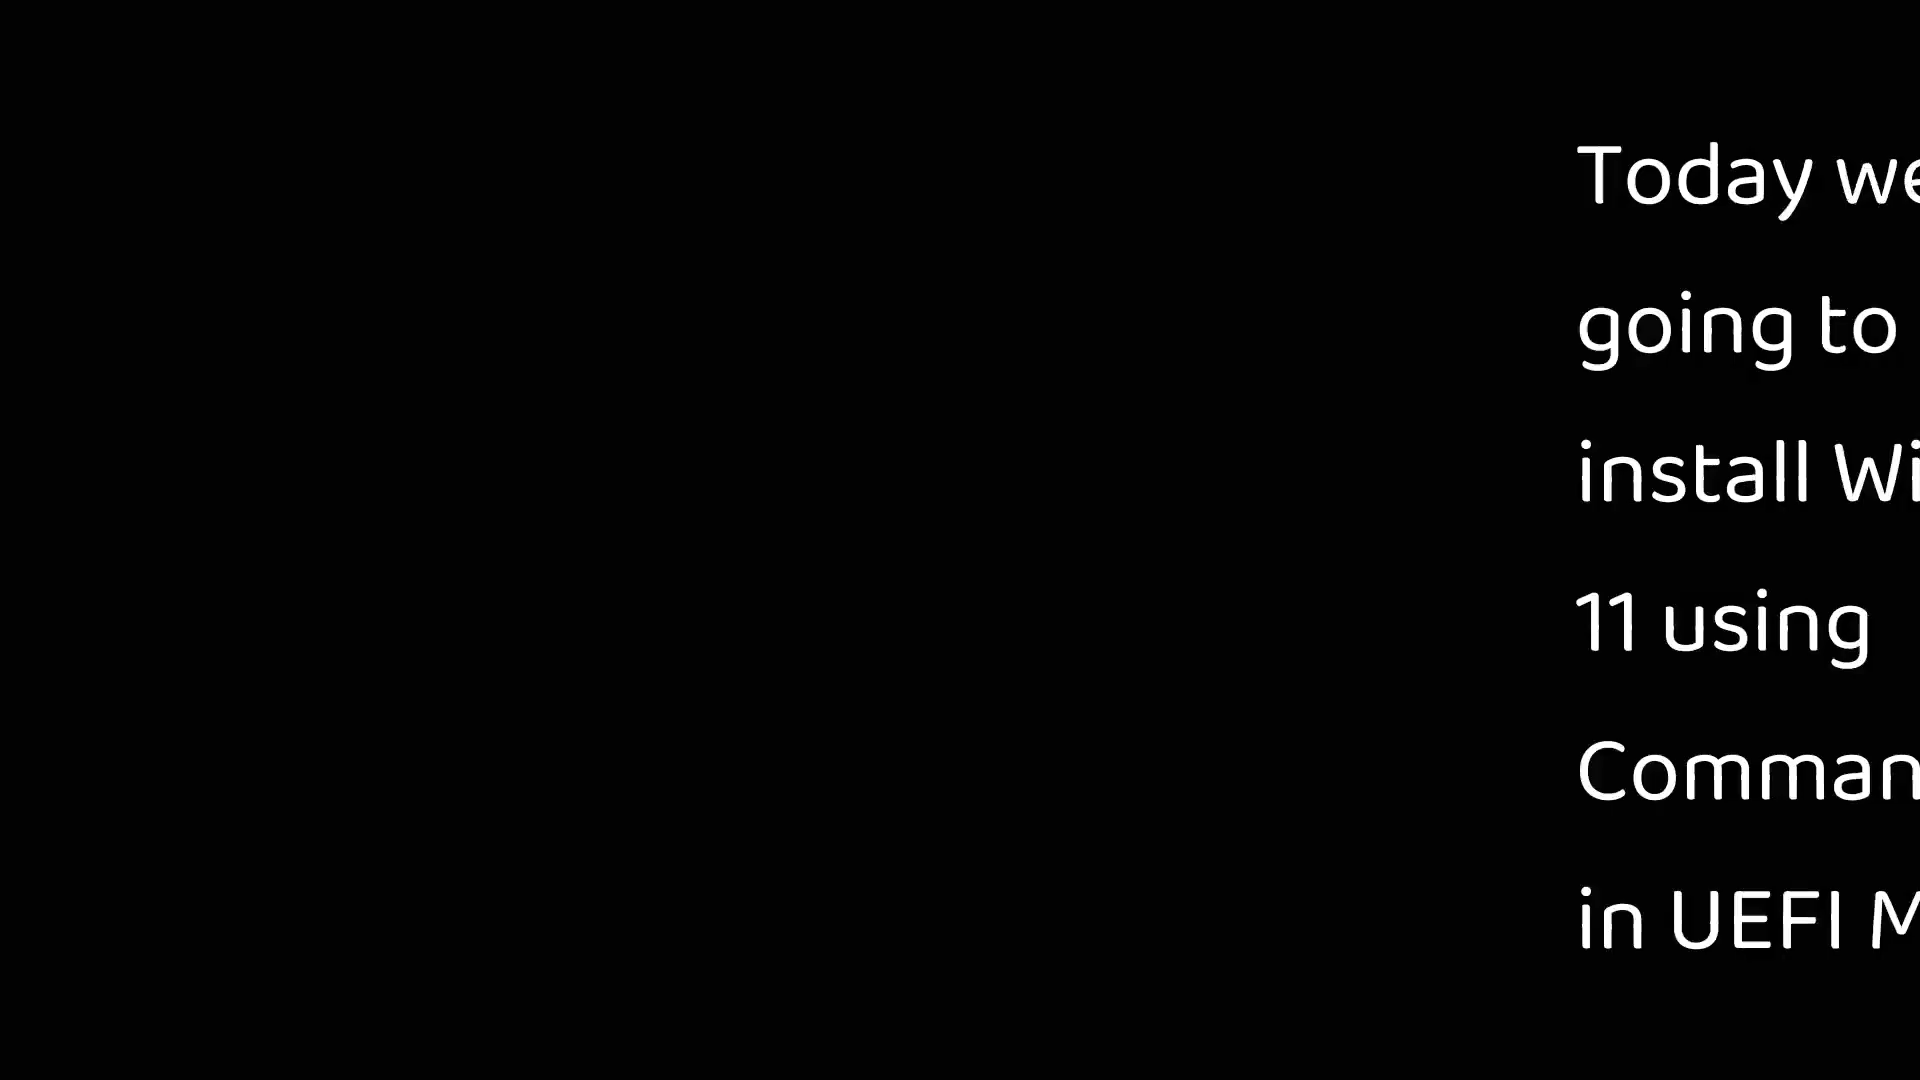 Today we
going to
install Wi
11 using
Comman
in UEFI M